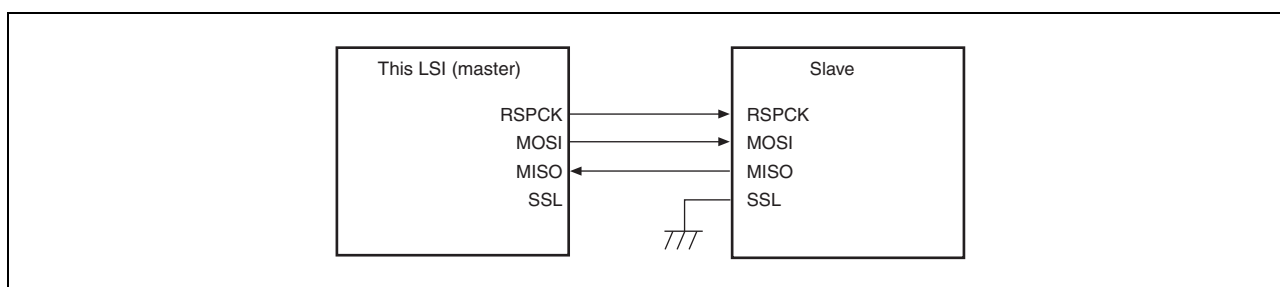 This LSI (master)
RSPCK
MOSI
MISO
SSL
Slave
RSPCK
MOSI
MISO
SSL